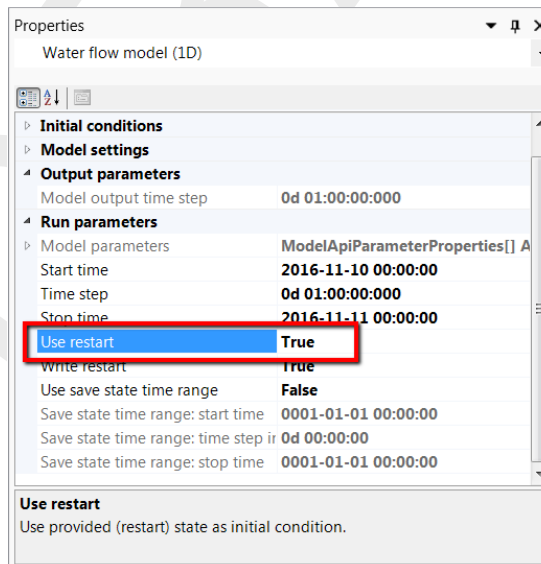 Properties
Water flow model (1D)
Initial conditions
Model settings
Output parameters
Model output time step 0d 01:00:00:000
Run parameters
Model parameters ModelApiParameterProperties[] A
Start time 2016-11-10 00:00:00
Time step 0d 01:00:00:000
Stop time 2016-11-11 00:00:00
Use restart True
Write restart True
Use save state time range False
Save state time range: start time 0001-01-01 00:00:00
Save state time range: time step in 0d 00:00:00
Save state time range: stop time 0001-01-01 00:00:00
Use restart
Use provided (restart) state as initial condition.